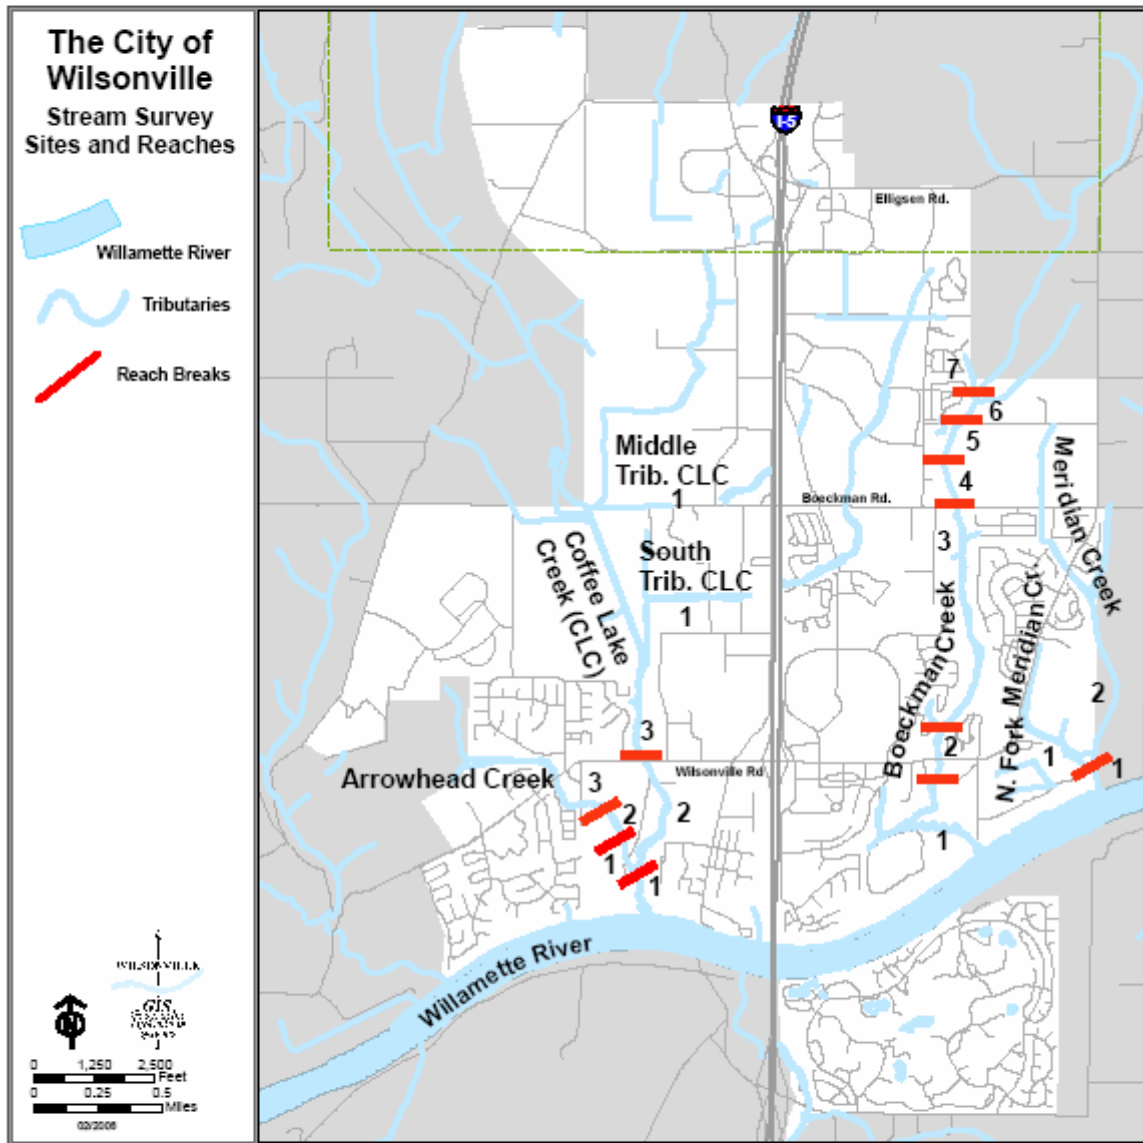 The City of
Wilsonville
Stream Survey
Sites and Reaches
Willamette River
Tributaries
Reach Breaks
WILSONVILLE
GIS
N
0 1,250 2,500
Feet
0 0.25 0.5
Miles
02/2006
I-5
Elligsen Rd.
7
6
5
4
Middle
Trib. CLC
1
Boeckman Rd.
3
Meridian Creek
South
Trib. CLC
1
Coffee Lake
Creek (CLC)
Boeckman Creek
N. Fork Meridian Cr.
2
3
2
1
1
Wilsonville Rd
Arrowhead Creek
3
2
2
1
1
1
Willamette River